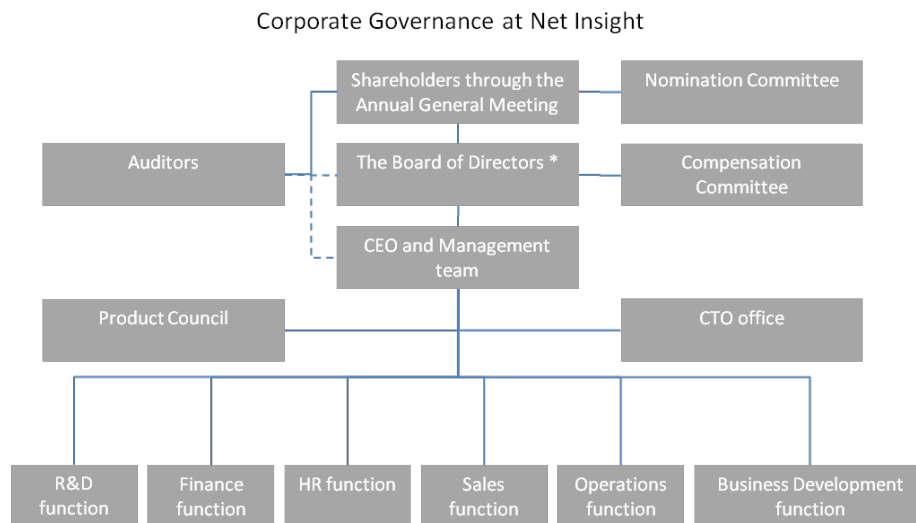 Corporate Governance at Net Insight
Shareholders through the
Annual General Meeting
Nomination Committee
Auditors
The Board of Directors *
Compensation
Committee
CEO and Management
team
Product Council
CTO office
R&D
function
Finance
function
HR function
Sales
function
Operations
function
Business Development
function